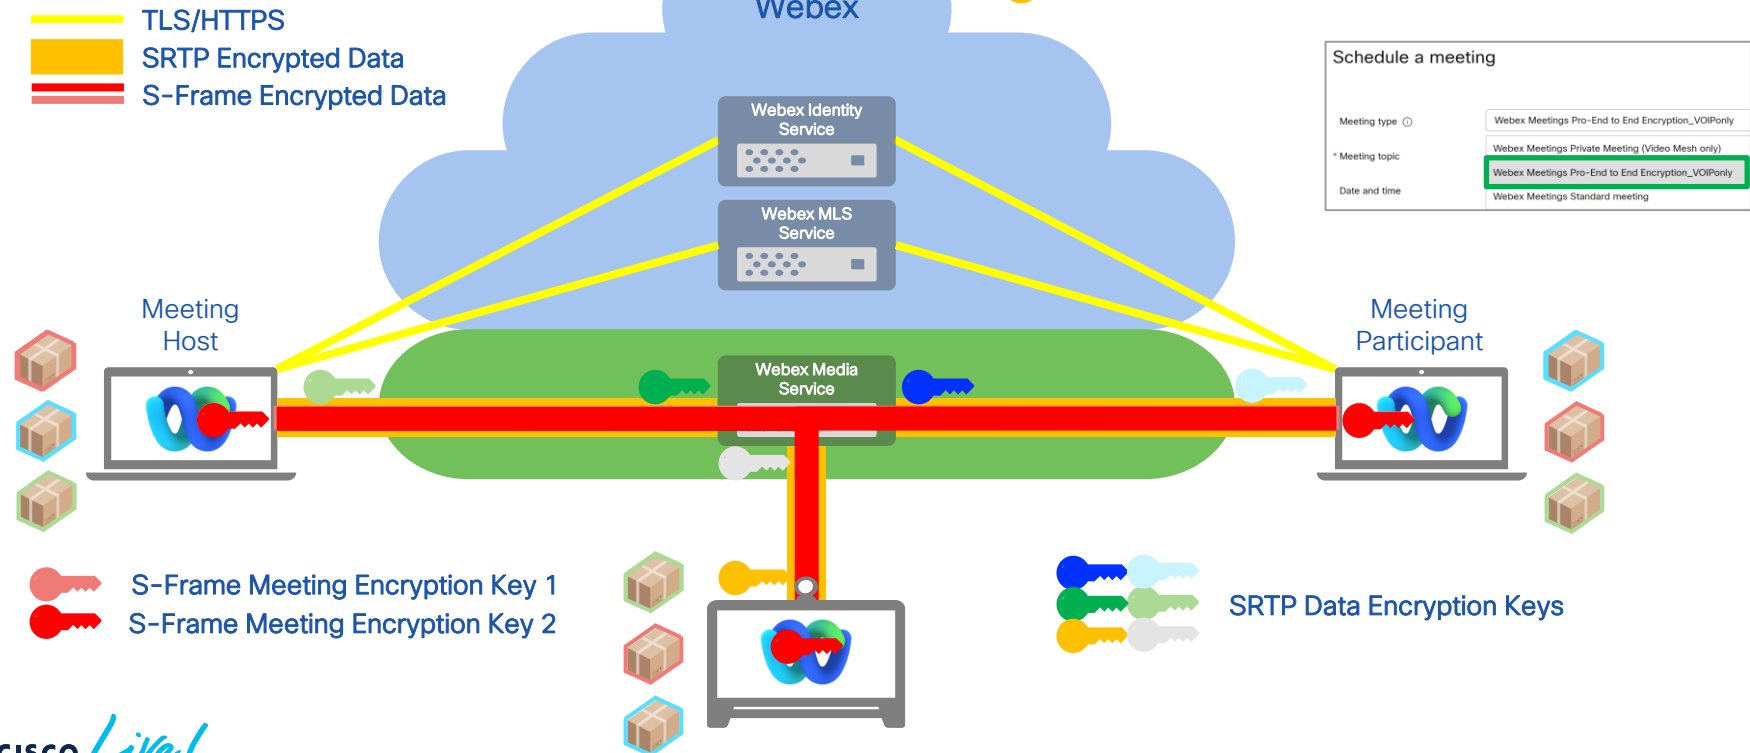 Webex
TLS/HTTPS
SRTP Encrypted Data
S-Frame Encrypted Data
Schedule a meeting
Meeting type
Webex Meetings Pro-End to End Encryption_VOIPonly
* Meeting topic
Webex Meetings Private Meeting (Video Mesh only)
Webex Meetings Pro-End to End Encryption_VOIPonly
Date and time
Webex Meetings Standard meeting
Webex Identity
Service
Webex MLS
Service
Meeting
Host
Meeting
Participant
Webex Media
Service
S-Frame Meeting Encryption Key 1
S-Frame Meeting Encryption Key 2
SRTP Data Encryption Keys
CISCO Live!